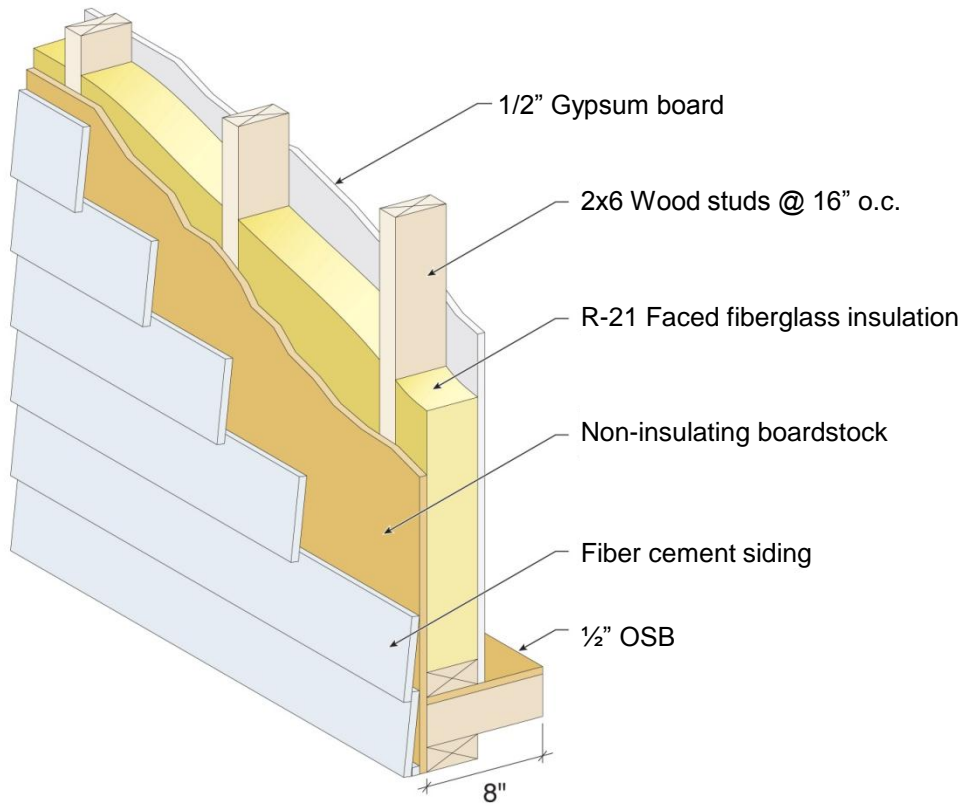 1/2” Gypsum board
2x6 Wood studs @ 16” o.c.
R-21 Faced fiberglass insulation
Non-insulating boardstock
Fiber cement siding
½” OSB
8"